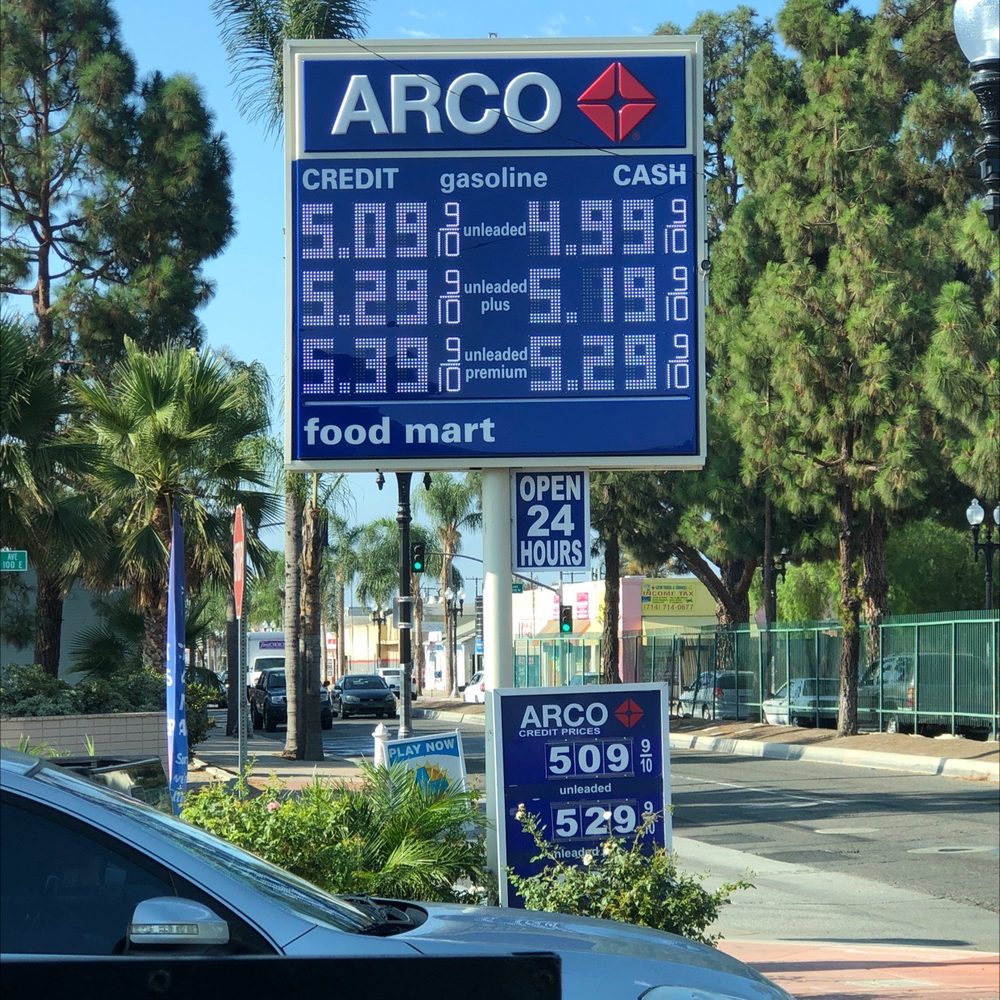 ARCO
CREDIT gasoline CASH
5.09 9/10 unleaded 4.99 9/10
5.29 9/10 unleaded plus 5.19 9/10
5.39 9/10 unleaded premium 5.29 9/10
food mart
OPEN
24
HOURS
AVE
100 E
INCOME TAX
(714) 714-0677
PLAY NOW
ARCO
CREDIT PRICES
509 9/10
unleaded
529 9/10
unleaded